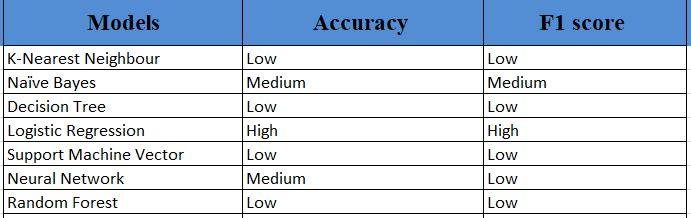 Models Accuracy F1 score
K-Nearest Neighbour Low Low
Naïve Bayes Medium Medium
Decision Tree Low Low
Logistic Regression High High
Support Machine Vector Low Low
Neural Network Medium Low
Random Forest Low Low